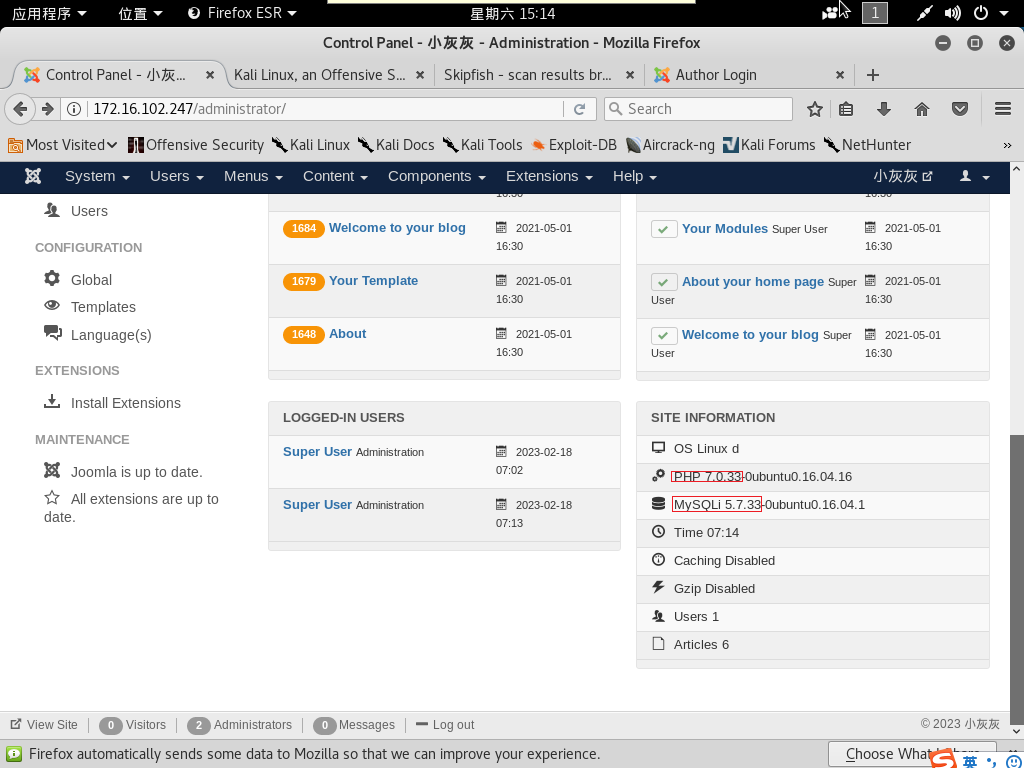 应用程序 位置 Firefox ESR 星期六 15:14 1
Control Panel - 小灰灰 - Administration - Mozilla Firefox
Control Panel - 小灰... Kali Linux, an Offensive S... Skipfish - scan results br... Author Login
172.16.102.247/administrator/ Search
Most Visited Offensive Security Kali Linux Kali Docs Kali Tools Exploit-DB Aircrack-ng Kali Forums NetHunter »
System Users Menus Content Components Extensions Help 小灰灰
Users
CONFIGURATION
Global
Templates
Language(s)
EXTENSIONS
Install Extensions
MAINTENANCE
Joomla is up to date.
All extensions are up to
date.
16:30
1684 Welcome to your blog 2021-05-01
16:30
1679 Your Template 2021-05-01
16:30
1648 About 2021-05-01
16:30
16:30
Your Modules Super User 2021-05-01
16:30
About your home page Super 2021-05-01
User 16:30
Welcome to your blog Super 2021-05-01
User 16:30
LOGGED-IN USERS
Super User Administration 2023-02-18
07:02
Super User Administration 2023-02-18
07:13
SITE INFORMATION
OS Linux d
PHP 7.0.33-0ubuntu0.16.04.16
MySQLi 5.7.33-0ubuntu0.16.04.1
Time 07:14
Caching Disabled
Gzip Disabled
Users 1
Articles 6
View Site 0 Visitors 2 Administrators 0 Messages Log out © 2023 小灰灰
Firefox automatically sends some data to Mozilla so that we can improve your experience. Choose What I Share
英